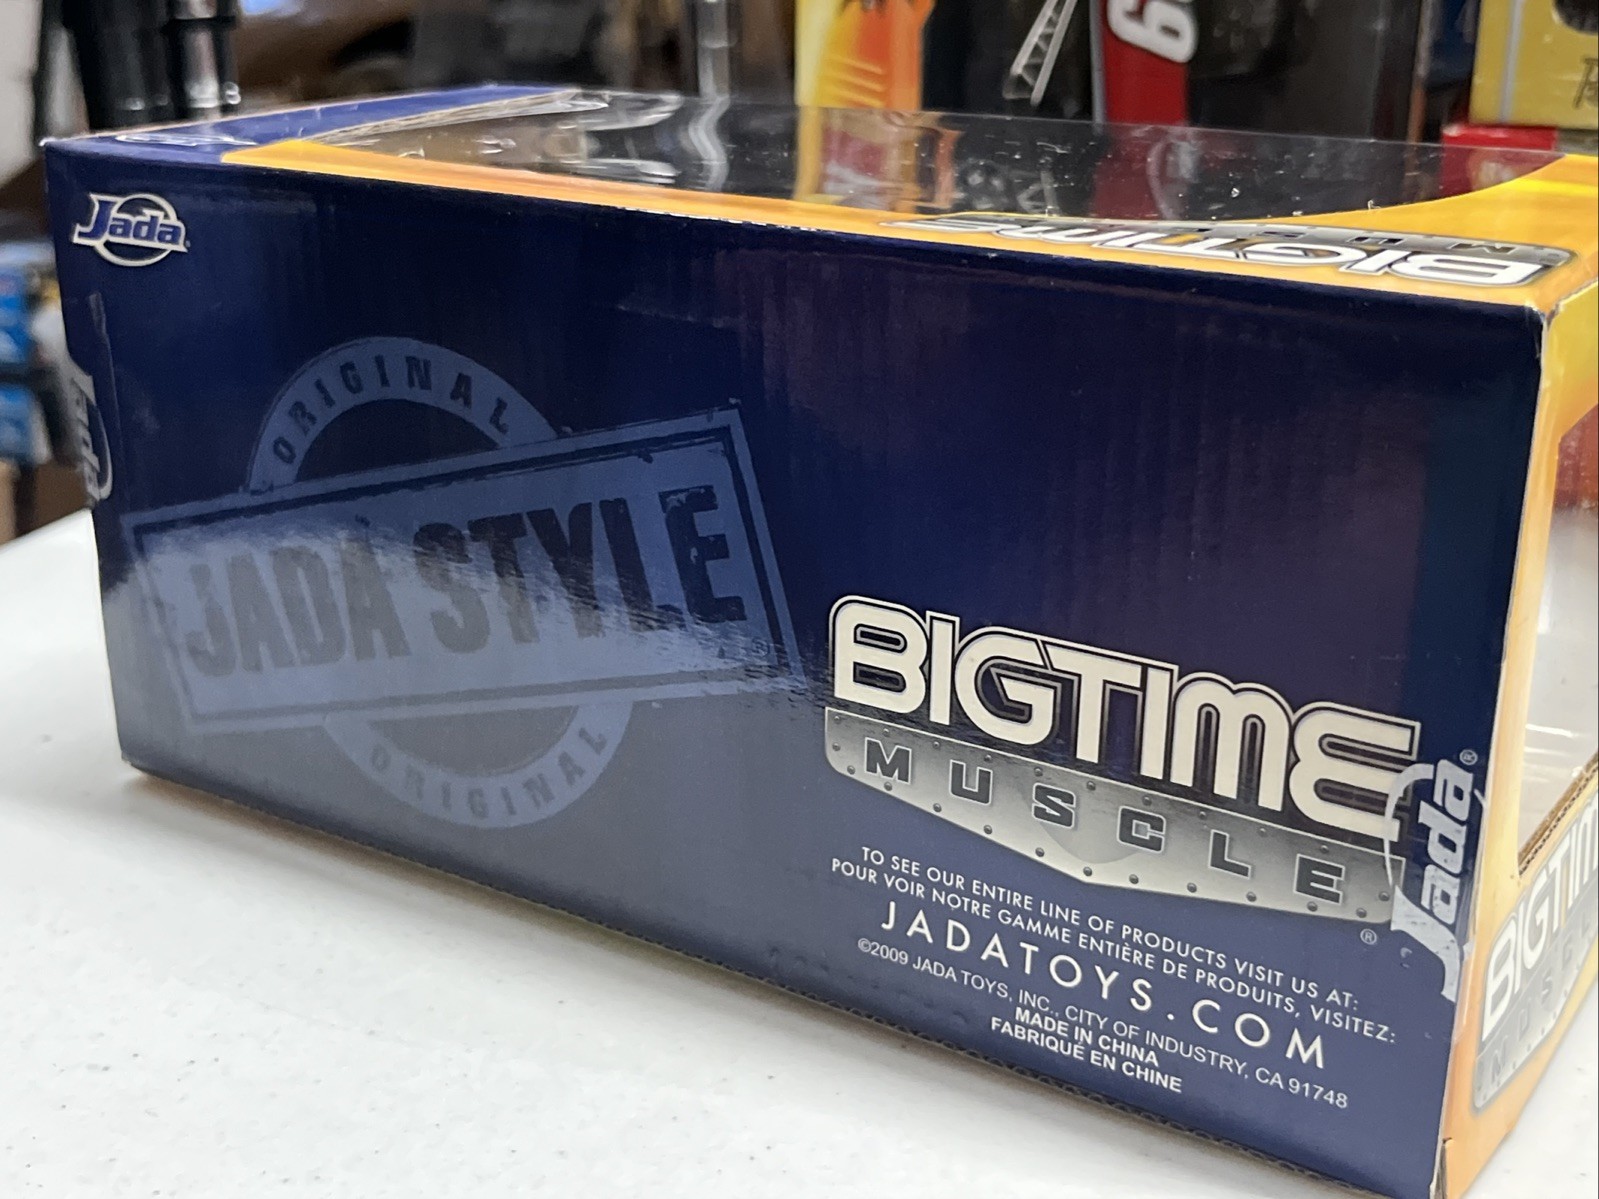 Jada
BIGTIME
ORIGINAL
JADA STYLE
ORIGINAL
BIGTIME
MUSCLE
Jada
TO SEE OUR ENTIRE LINE OF PRODUCTS VISIT US AT:
POUR VOIR NOTRE GAMME ENTIÈRE DE PRODUITS, VISITEZ:
JADATOYS.COM
©2009 JADA TOYS, INC., CITY OF INDUSTRY, CA 91748
MADE IN CHINA
FABRIQUÉ EN CHINE